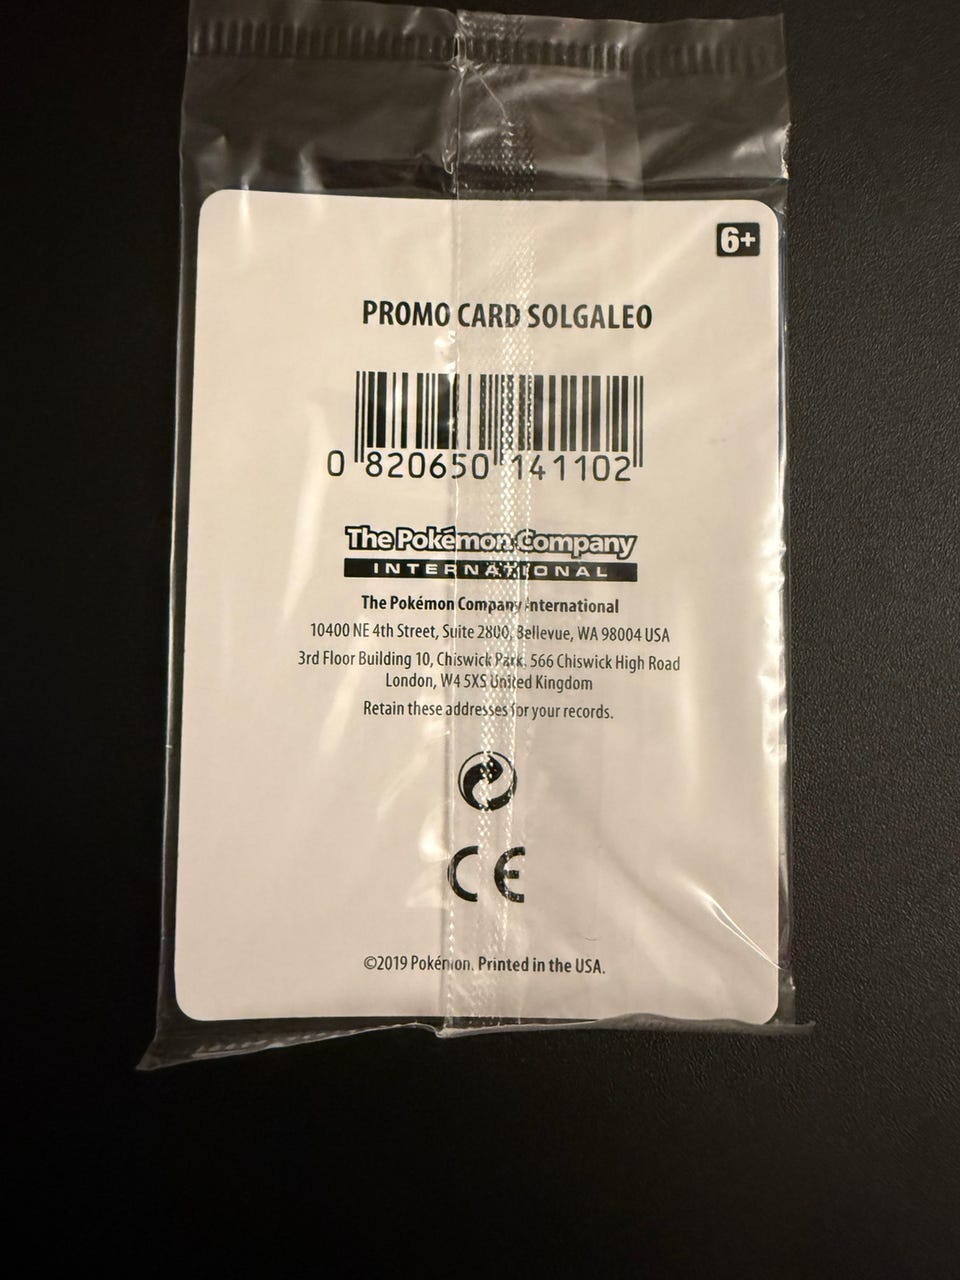 6+
PROMO CARD SOLGALEO
0 820650 141102
The Pokémon Company
INTERNATIONAL
The Pokémon Company International
10400 NE 4th Street, Suite 2800, Bellevue, WA 98004 USA
3rd Floor Building 10, Chiswick Park, 566 Chiswick High Road
London, W4 5XS United Kingdom
Retain these addresses for your records.
CE
©2019 Pokémon. Printed in the USA.